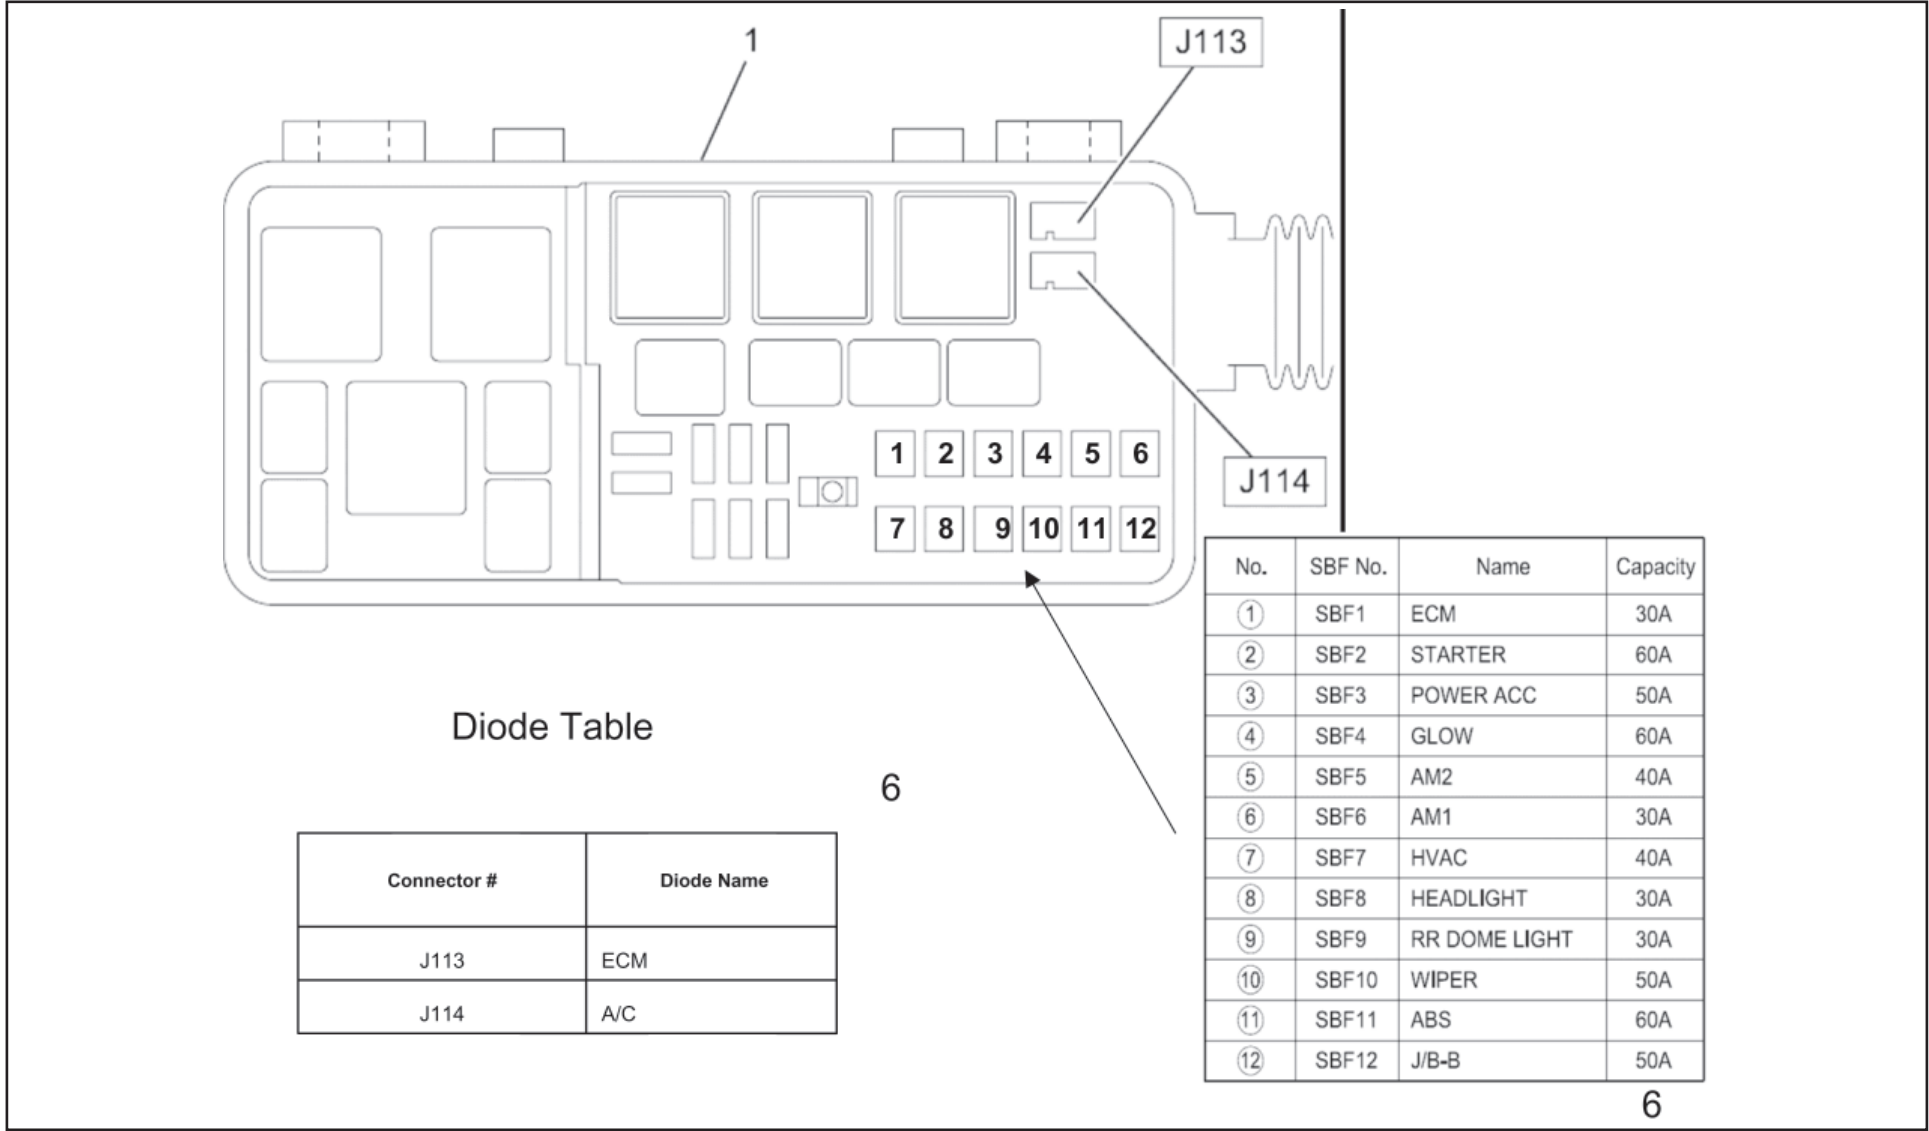 1
J113
J114
1 2 3 4 5 6
7 8 9 10 11 12
No. SBF No. Name Capacity
1 SBF1 ECM 30A
2 SBF2 STARTER 60A
3 SBF3 POWER ACC 50A
4 SBF4 GLOW 60A
5 SBF5 AM2 40A
6 SBF6 AM1 30A
7 SBF7 HVAC 40A
8 SBF8 HEADLIGHT 30A
9 SBF9 RR DOME LIGHT 30A
10 SBF10 WIPER 50A
11 SBF11 ABS 60A
12 SBF12 J/B-B 50A
6
Diode Table
6
Connector # Diode Name
J113 ECM
J114 A/C